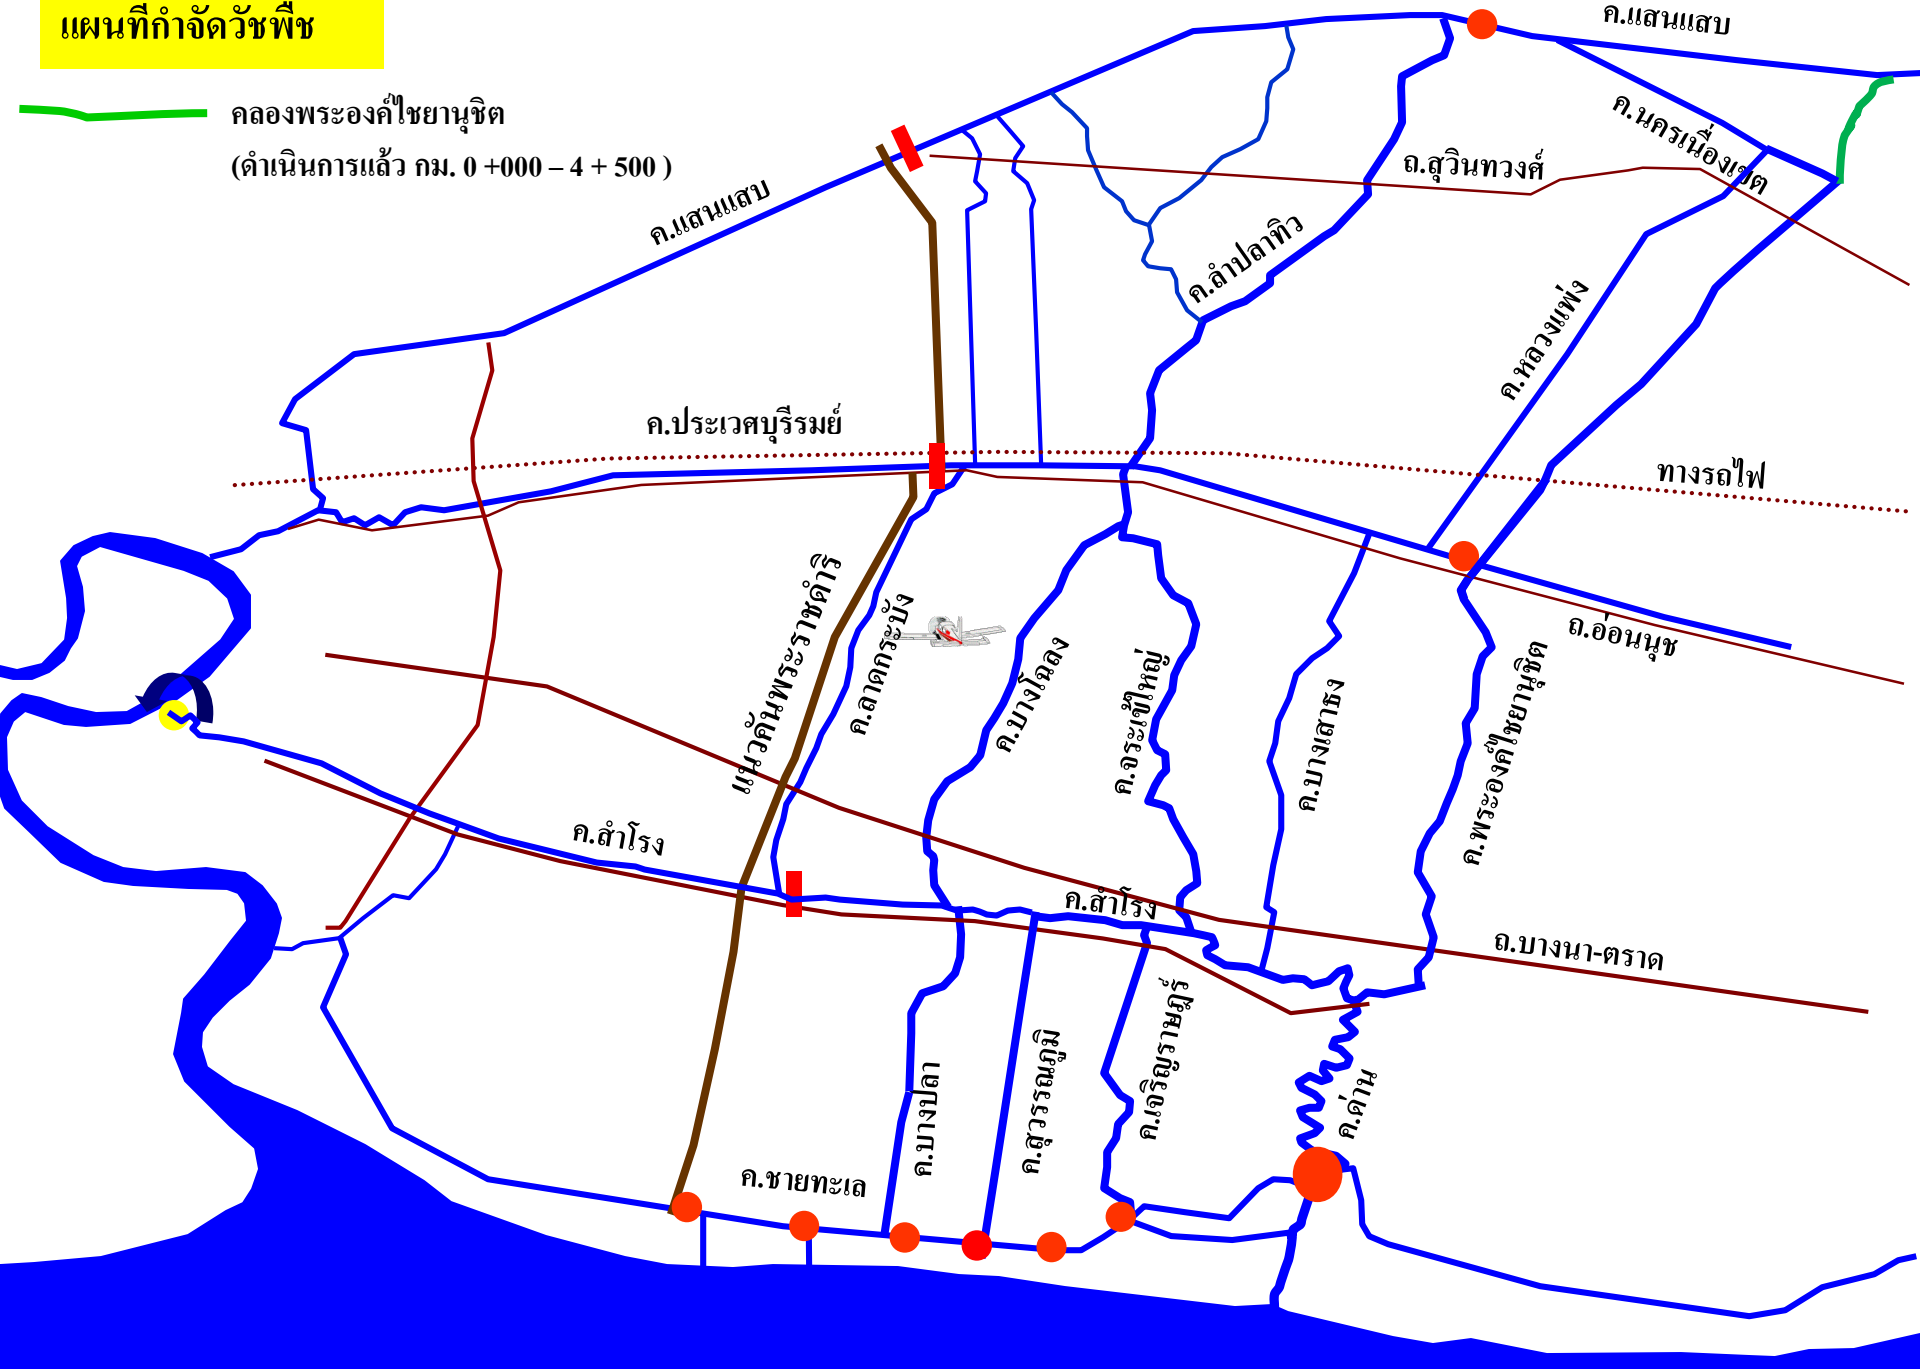 แผนที่กำจัดวัชพืช
คลองพระองค์ไชยานุชิต
(ดำเนินการแล้ว กม. 0 +000 – 4 + 500 )
ค.แสนแสบ
ค.นครเนื่องเขต
ถ.สุวินทวงศ์
ค.แสนแสบ
ค.ลำปลาทิว
ค.หลวงแพ่ง
ค.ประเวศบุรีรมย์
ทางรถไฟ
แนวคันพระราชดำริ
ค.ลาดกระบัง
ค.บางโฉลง
ค.จระเข้ใหญ่
ค.บางเสาธง
ถ.อ่อนนุช
ค.พระองค์ไชยานุชิต
ค.สำโรง
ค.สำโรง
ถ.บางนา-ตราด
ค.บางปลา
ค.สุวรรณภูมิ
ค.เจริญราษฎร์
ค.ด่าน
ค.ชายทะเล